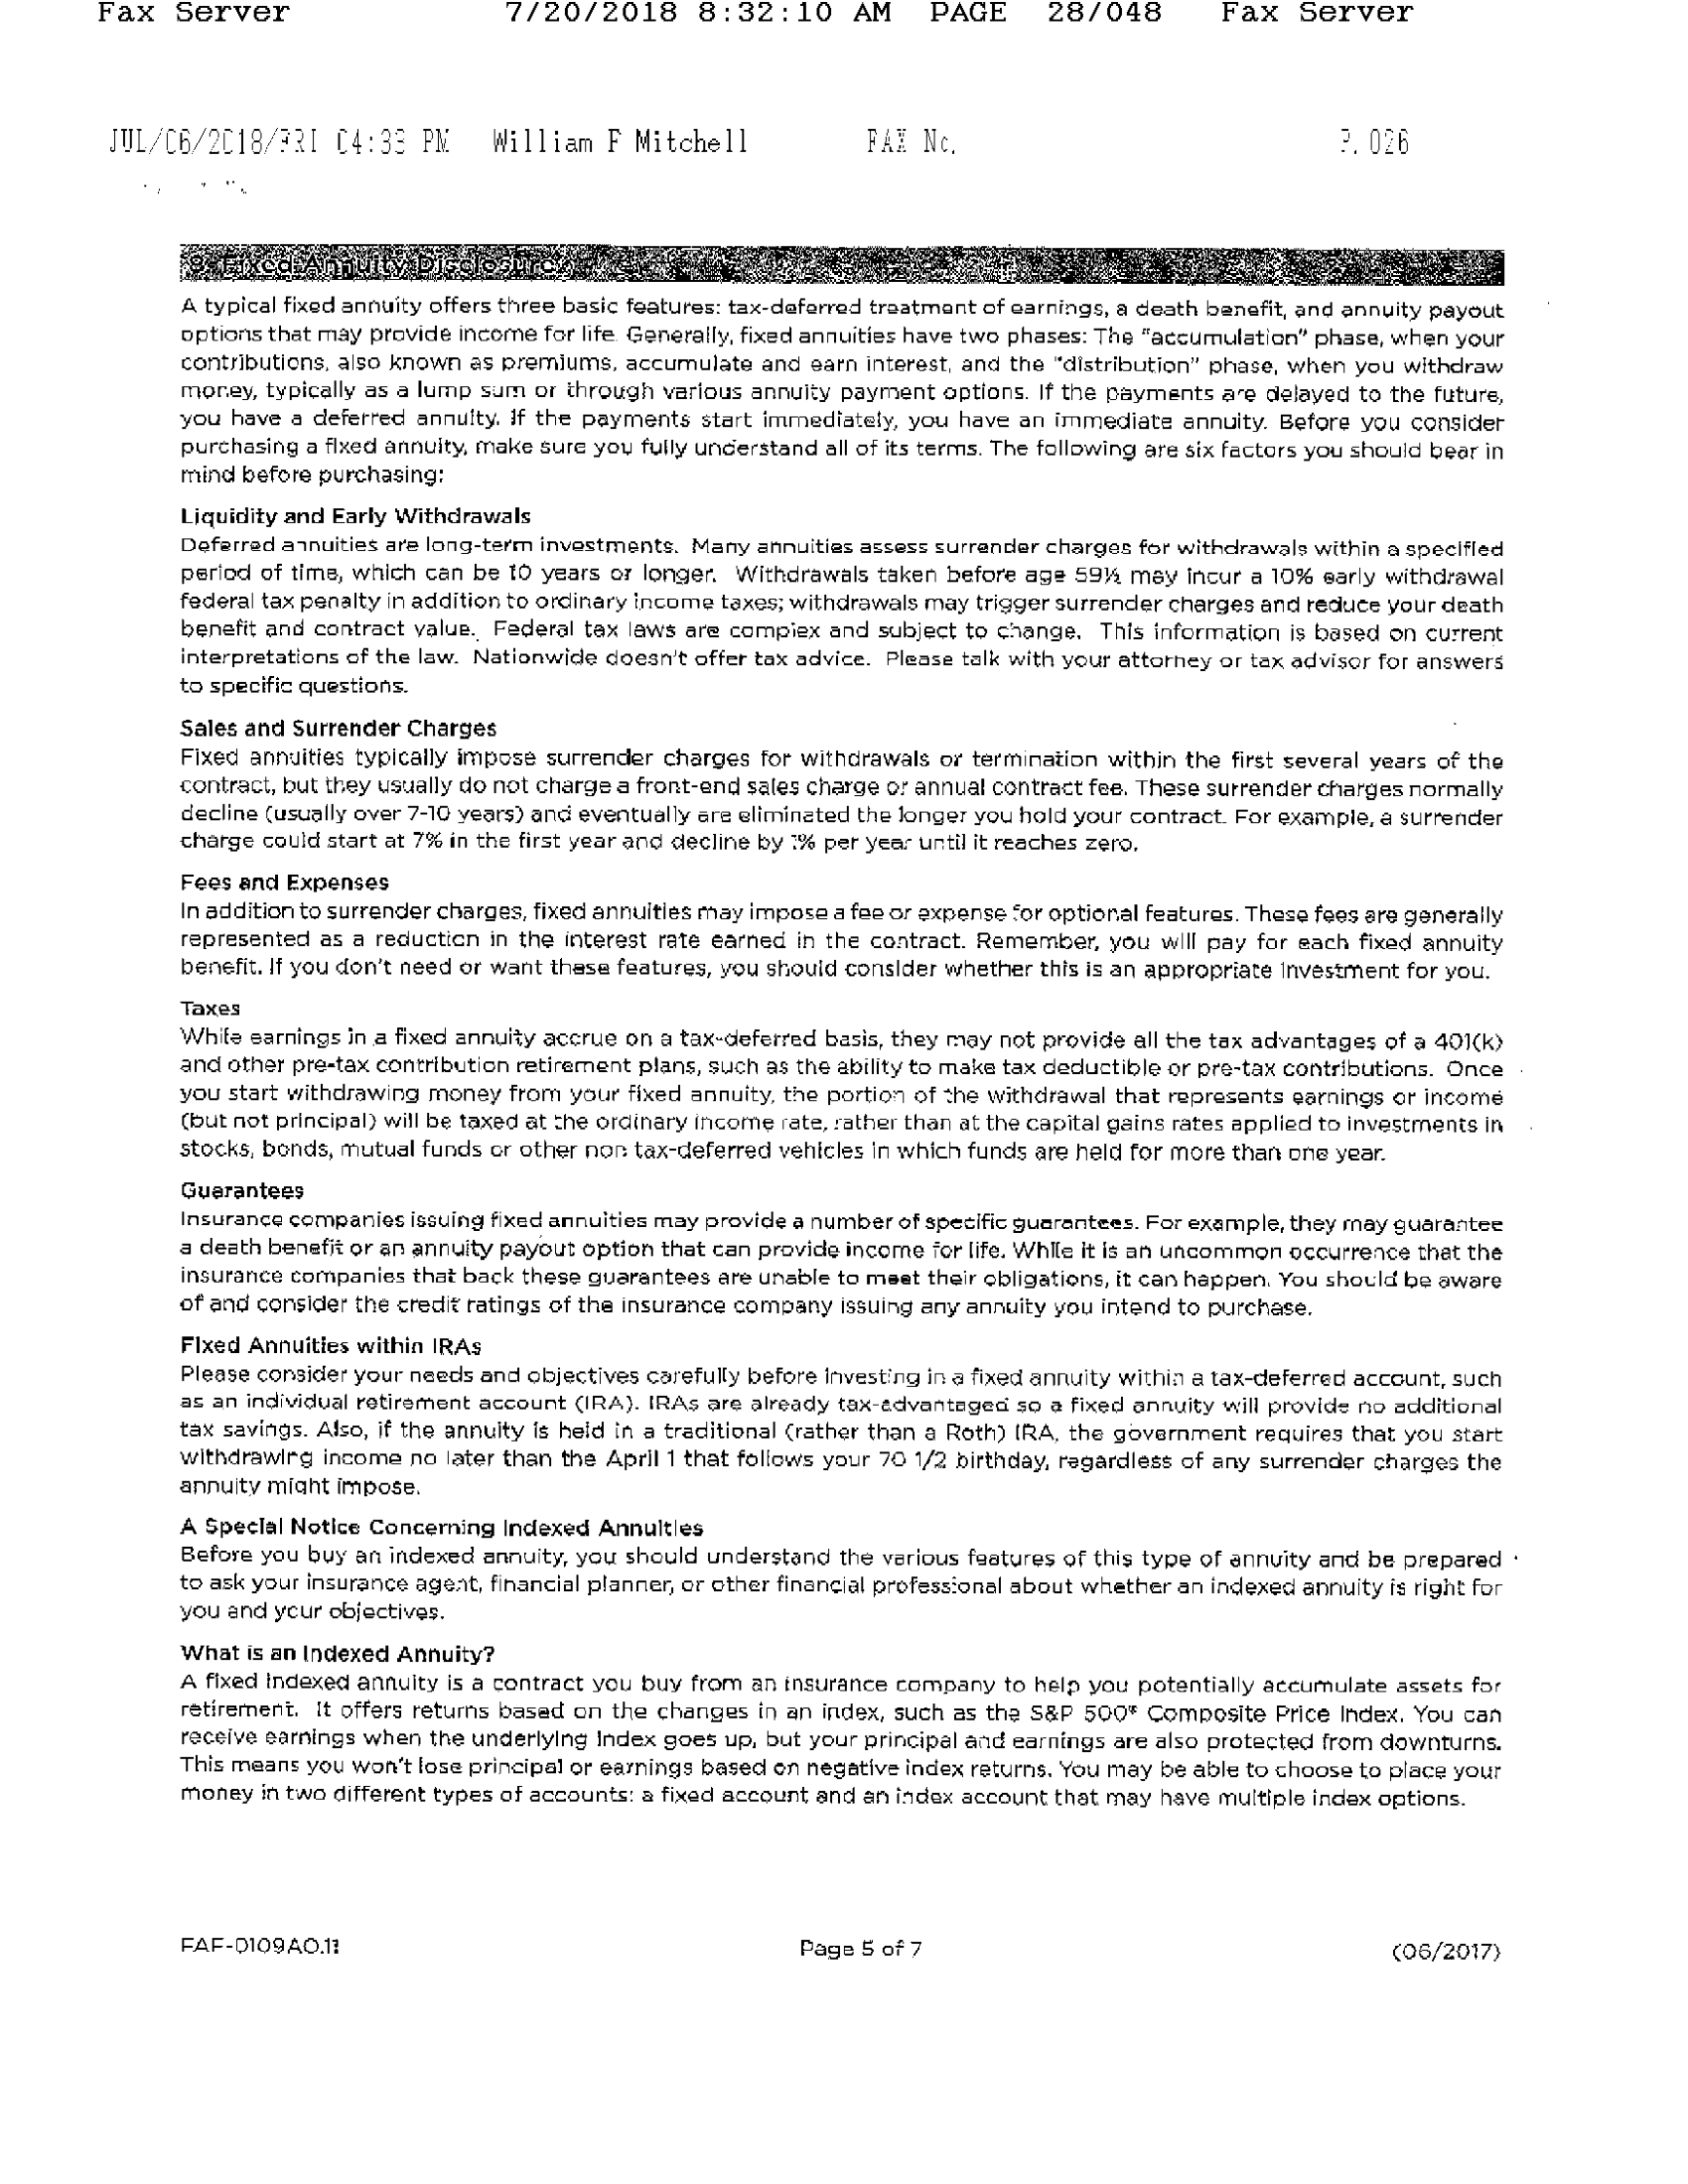 Fax Server 7/20/2018 8:32:10 AM PAGE 28/048 Fax Server
JUL/06/2018/FRI 04:33 PM William F Mitchell FAX No. P. 026
Fixed Annuity Disclosure
A typical fixed annuity offers three basic features: tax-deferred treatment of earnings, a death benefit, and annuity payout
options that may provide income for life. Generally, fixed annuities have two phases: The "accumulation" phase, when your
contributions, also known as premiums, accumulate and earn interest, and the "distribution" phase, when you withdraw
money, typically as a lump sum or through various annuity payment options. If the payments are delayed to the future,
you have a deferred annuity. If the payments start immediately, you have an immediate annuity. Before you consider
purchasing a fixed annuity, make sure you fully understand all of its terms. The following are six factors you should bear in
mind before purchasing:
Liquidity and Early Withdrawals
Deferred annuities are long-term investments. Many annuities assess surrender charges for withdrawals within a specified
period of time, which can be 10 years or longer. Withdrawals taken before age 59½ may incur a 10% early withdrawal
federal tax penalty in addition to ordinary income taxes; withdrawals may trigger surrender charges and reduce your death
benefit and contract value. Federal tax laws are complex and subject to change. This information is based on current
interpretations of the law. Nationwide doesn't offer tax advice. Please talk with your attorney or tax advisor for answers
to specific questions.
Sales and Surrender Charges
Fixed annuities typically impose surrender charges for withdrawals or termination within the first several years of the
contract, but they usually do not charge a front-end sales charge or annual contract fee. These surrender charges normally
decline (usually over 7-10 years) and eventually are eliminated the longer you hold your contract. For example, a surrender
charge could start at 7% in the first year and decline by 1% per year until it reaches zero.
Fees and Expenses
In addition to surrender charges, fixed annuities may impose a fee or expense for optional features. These fees are generally
represented as a reduction in the interest rate earned in the contract. Remember, you will pay for each fixed annuity
benefit. If you don't need or want these features, you should consider whether this is an appropriate investment for you.
Taxes
While earnings in a fixed annuity accrue on a tax-deferred basis, they may not provide all the tax advantages of a 401(k)
and other pre-tax contribution retirement plans, such as the ability to make tax deductible or pre-tax contributions. Once
you start withdrawing money from your fixed annuity, the portion of the withdrawal that represents earnings or income
(but not principal) will be taxed at the ordinary income rate, rather than at the capital gains rates applied to investments in
stocks, bonds, mutual funds or other non tax-deferred vehicles in which funds are held for more than one year.
Guarantees
Insurance companies issuing fixed annuities may provide a number of specific guarantees. For example, they may guarantee
a death benefit or an annuity payout option that can provide income for life. While it is an uncommon occurrence that the
insurance companies that back these guarantees are unable to meet their obligations, it can happen. You should be aware
of and consider the credit ratings of the insurance company issuing any annuity you intend to purchase.
Fixed Annuities within IRAs
Please consider your needs and objectives carefully before investing in a fixed annuity within a tax-deferred account, such
as an individual retirement account (IRA). IRAs are already tax-advantaged so a fixed annuity will provide no additional
tax savings. Also, if the annuity is held in a traditional (rather than a Roth) IRA, the government requires that you start
withdrawing income no later than the April 1 that follows your 70 1/2 birthday, regardless of any surrender charges the
annuity might impose.
A Special Notice Concerning Indexed Annuities
Before you buy an indexed annuity, you should understand the various features of this type of annuity and be prepared
to ask your insurance agent, financial planner, or other financial professional about whether an indexed annuity is right for
you and your objectives.
What is an Indexed Annuity?
A fixed indexed annuity is a contract you buy from an insurance company to help you potentially accumulate assets for
retirement. It offers returns based on the changes in an index, such as the S&P 500® Composite Price Index. You can
receive earnings when the underlying index goes up, but your principal and earnings are also protected from downturns.
This means you won't lose principal or earnings based on negative index returns. You may be able to choose to place your
money in two different types of accounts: a fixed account and an index account that may have multiple index options.
FAF-0109AO.11 Page 5 of 7 (06/2017)